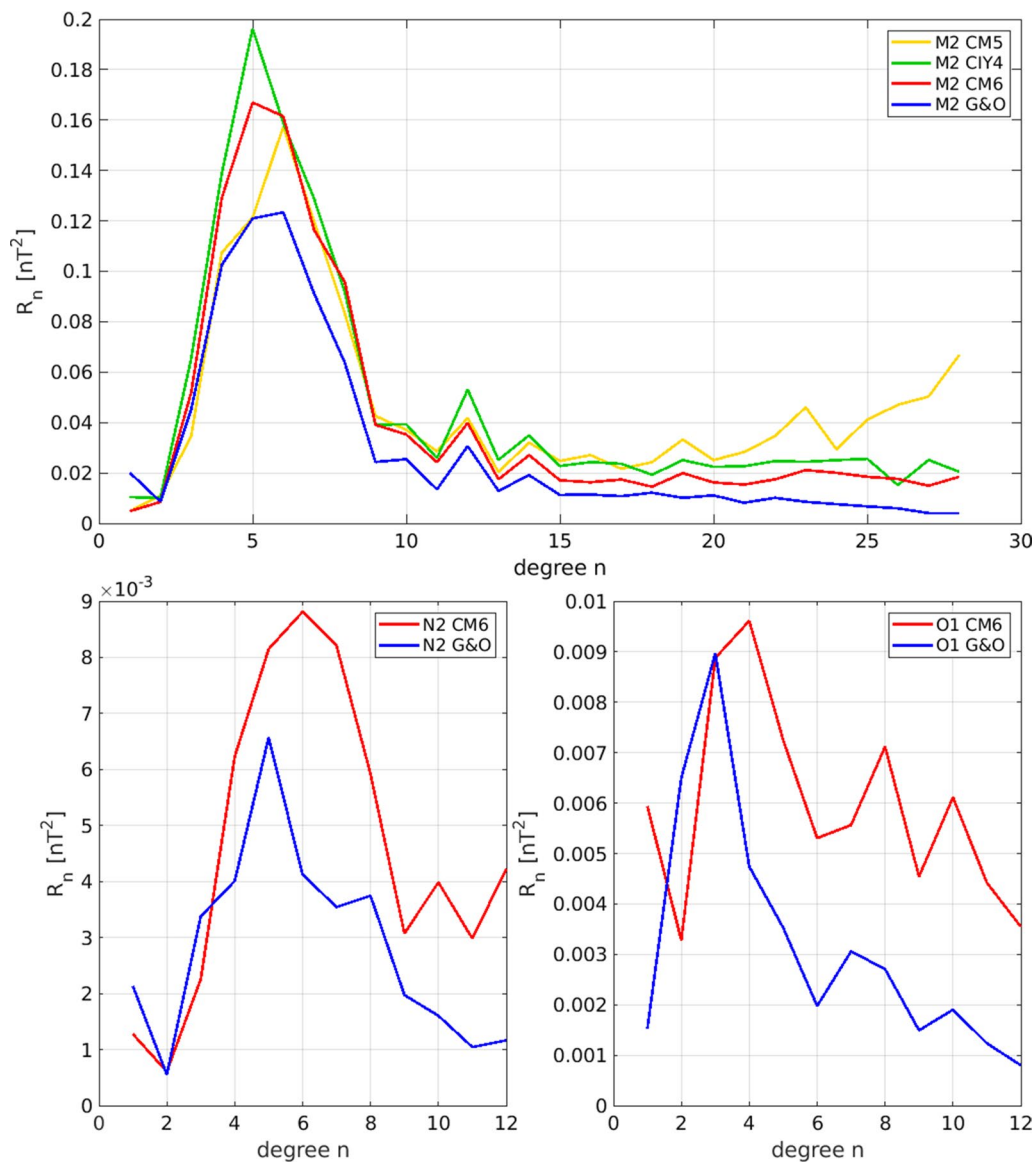 0.2
0.18
0.16
0.14
0.12
0.1
0.08
0.06
0.04
0.02
0
R_n [nT^2]
M2 CM5
M2 CIY4
M2 CM6
M2 G&O
0 5 10 15 20 25 30
degree n
×10^-3
9
8
7
6
5
4
3
2
1
0
R_n [nT^2]
N2 CM6
N2 G&O
0 2 4 6 8 10 12
degree n
0.01
0.009
0.008
0.007
0.006
0.005
0.004
0.003
0.002
0.001
0
R_n [nT^2]
O1 CM6
O1 G&O
0 2 4 6 8 10 12
degree n